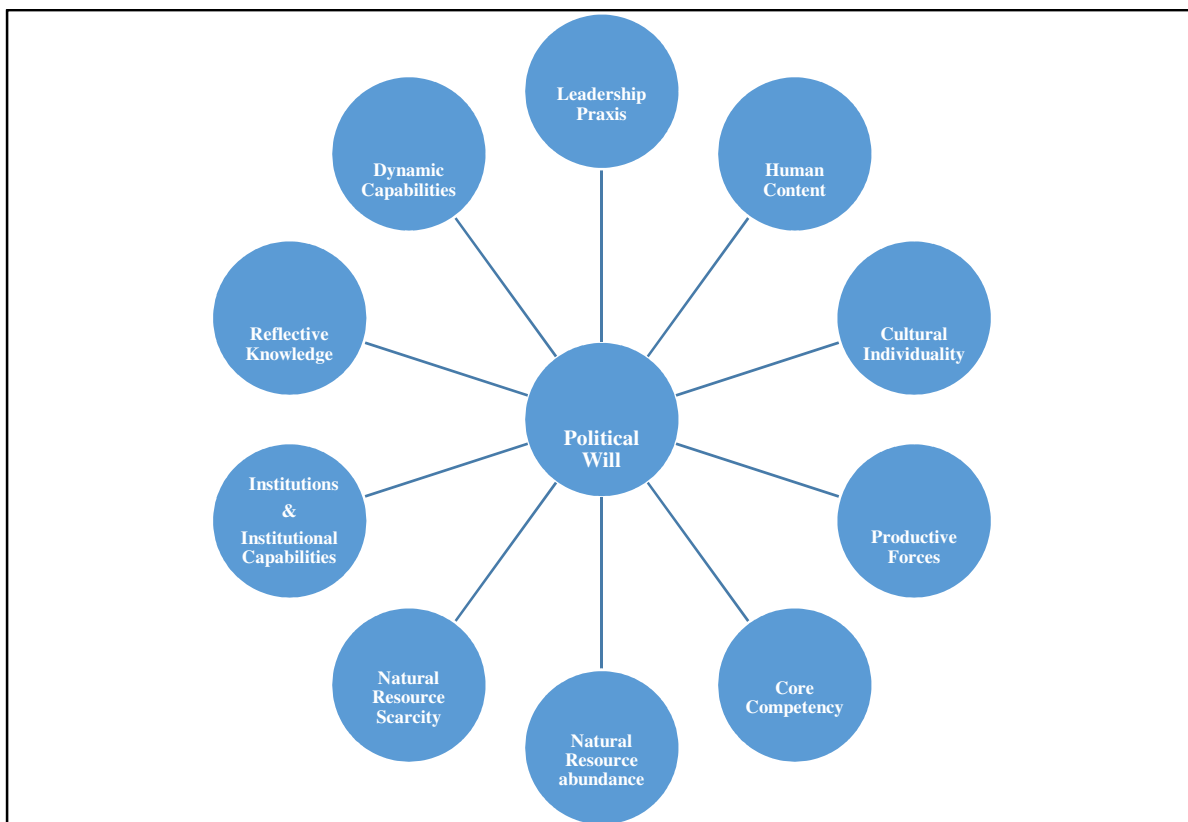 Leadership
Praxis
Human
Content
Cultural
Individuality
Productive
Forces
Core
Competency
Natural
Resource
abundance
Natural
Resource
Scarcity
Institutions
&
Institutional
Capabilities
Reflective
Knowledge
Dynamic
Capabilities
Political
Will